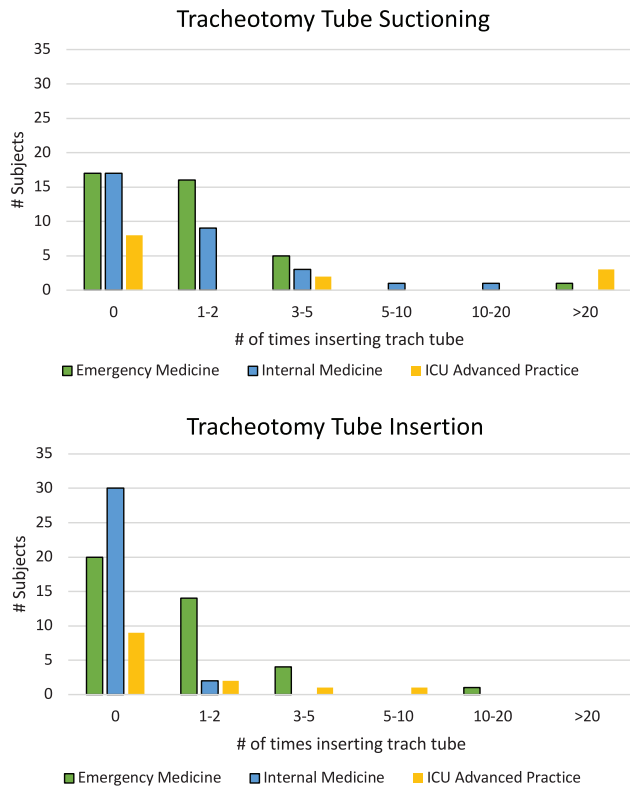 Tracheotomy Tube Suctioning
35
30
25
20
15
10
5
0
# Subjects
0 1-2 3-5 5-10 10-20 >20
# of times inserting trach tube
Emergency Medicine Internal Medicine ICU Advanced Practice
Tracheotomy Tube Insertion
35
30
25
20
15
10
5
0
# Subjects
0 1-2 3-5 5-10 10-20 >20
# of times inserting trach tube
Emergency Medicine Internal Medicine ICU Advanced Practice